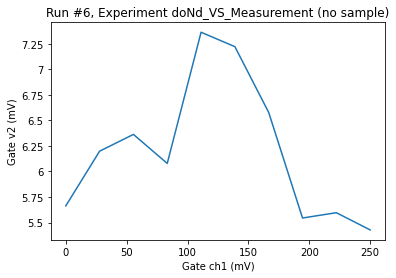 Run #6, Experiment doNd_VS_Measurement (no sample)
7.25
7
6.75
6.5
6.25
6
5.75
5.5
Gate v2 (mV)
0 50 100 150 200 250
Gate ch1 (mV)